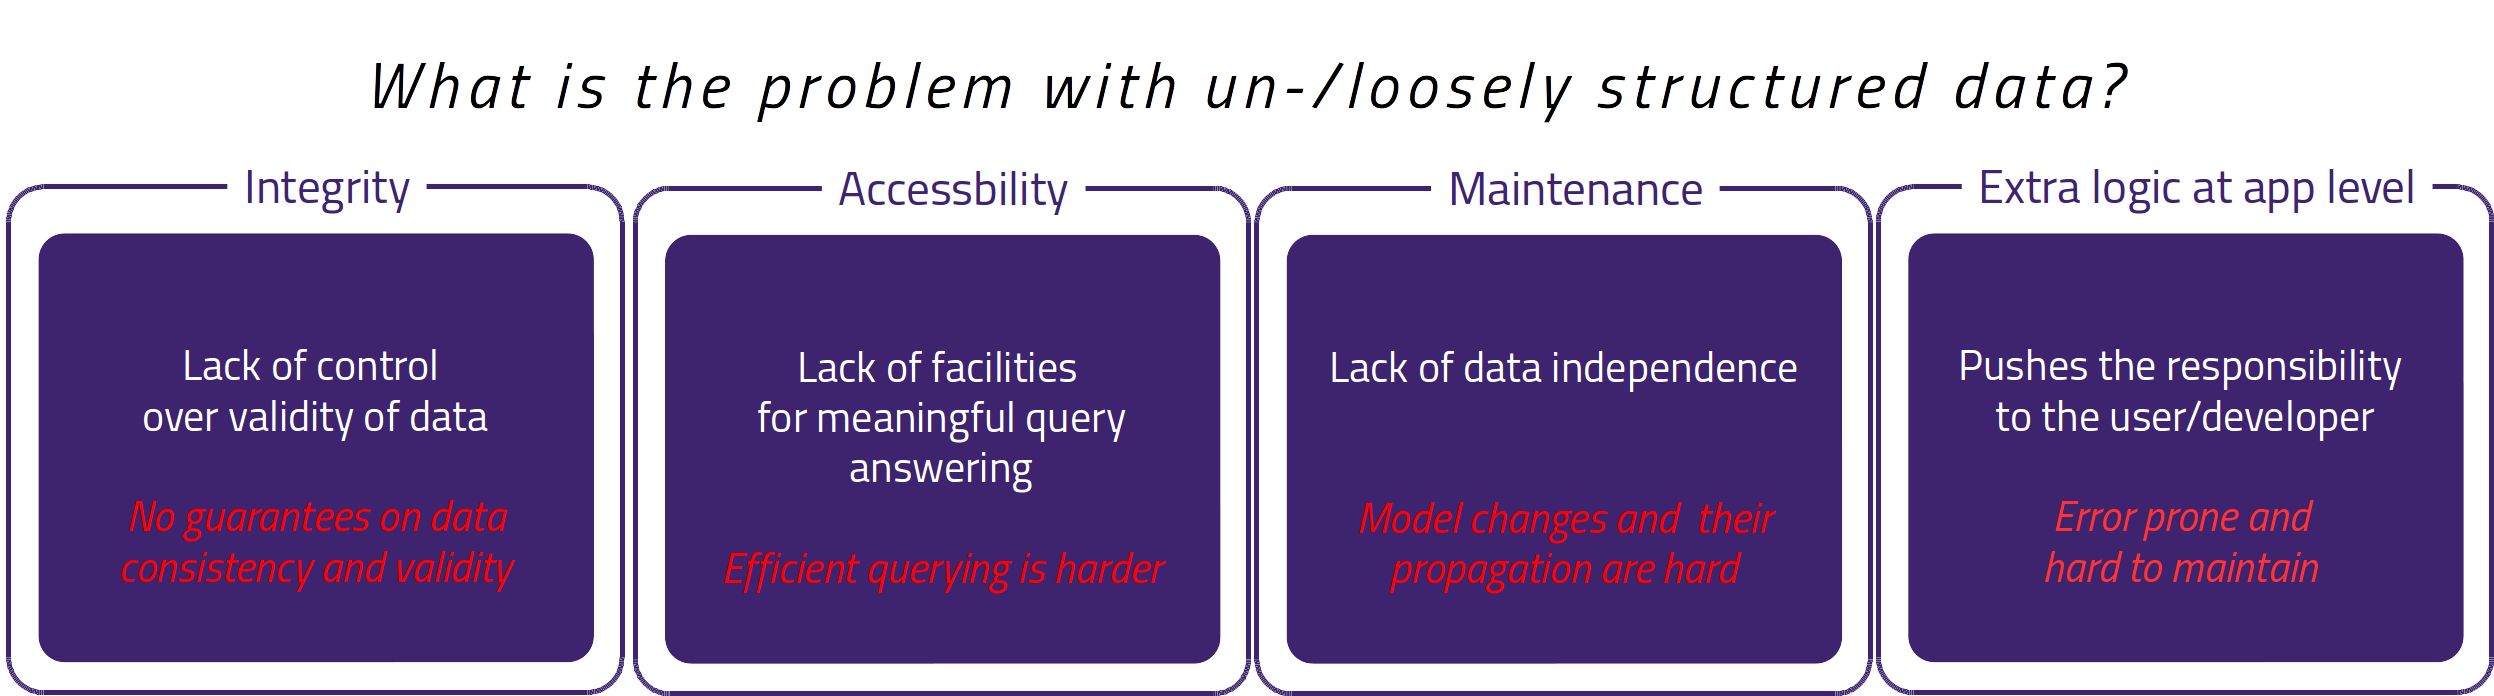 What is the problem with un-/loosely structured data?
Integrity
Lack of control
over validity of data
No guarantees on data
consistency and validity
Accessbility
Lack of facilities
for meaningful query
answering
Efficient querying is harder
Maintenance
Lack of data independence
Model changes and  their
propagation are hard
Extra logic at app level
Pushes the responsibility
to the user/developer
Error prone and
hard to maintain